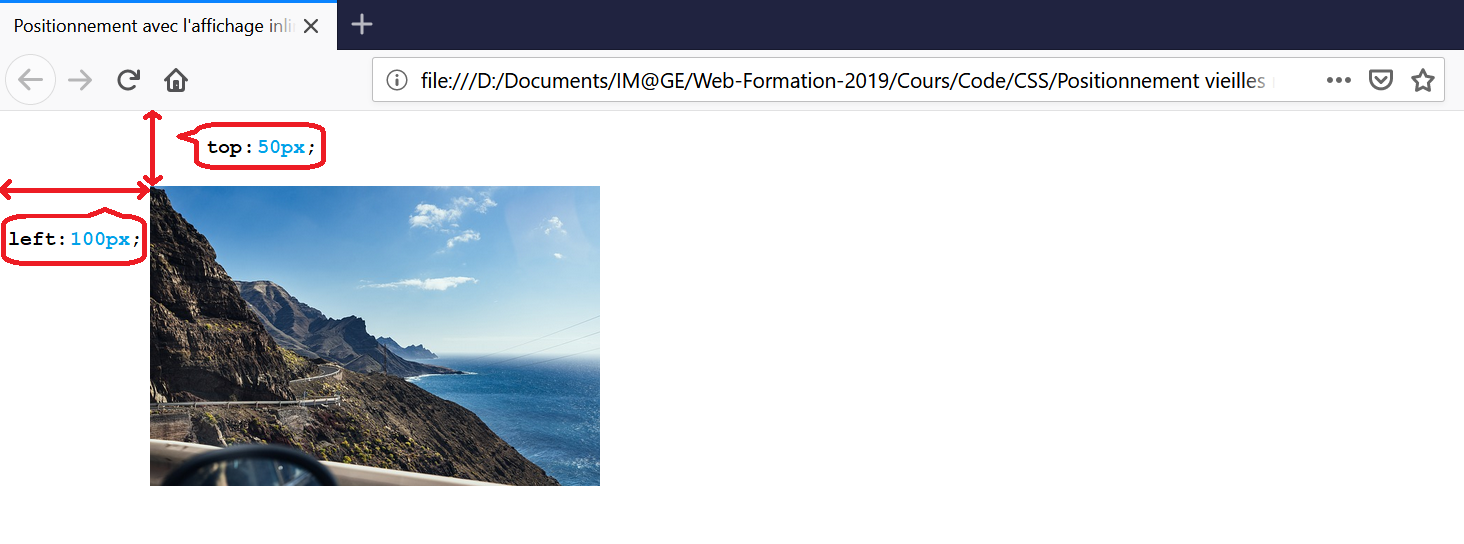 Positionnement avec l'affichage inli
file:///D:/Documents/IM@GE/Web-Formation-2019/Cours/Code/CSS/Positionnement vieilles
top:50px;
left:100px;